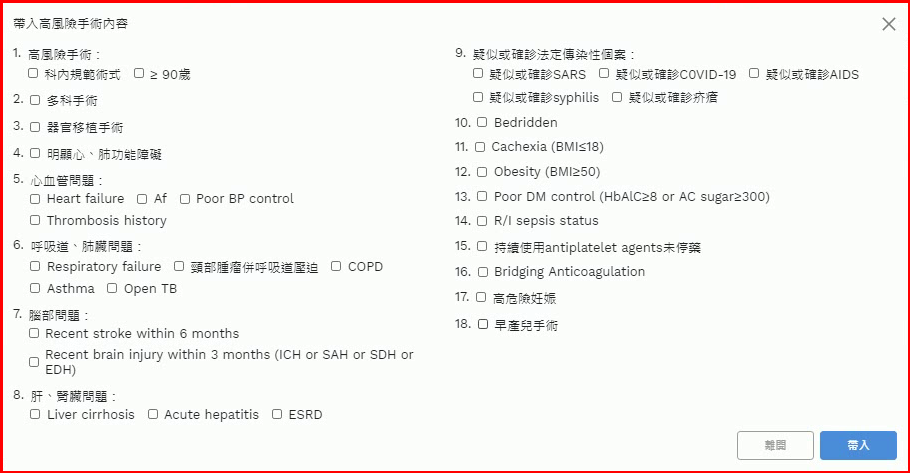 帶入高風險手術內容
1. 高風險手術：
科內規範術式 ≥ 90歲
2. 多科手術
3. 器官移植手術
4. 明顯心、肺功能障礙
5. 心血管問題：
Heart failure Af Poor BP control
Thrombosis history
6. 呼吸道、肺臟問題：
Respiratory failure 頸部腫瘤併呼吸道壓迫 COPD
Asthma Open TB
7. 腦部問題：
Recent stroke within 6 months
Recent brain injury within 3 months (ICH or SAH or SDH or
EDH)
8. 肝、腎臟問題：
Liver cirrhosis Acute hepatitis ESRD
9. 疑似或確診法定傳染性個案：
疑似或確診SARS 疑似或確診C0VID-19 疑似或確診AIDS
疑似或確診syphilis 疑似或確診疥瘡
10. Bedridden
11. Cachexia (BMI≤18)
12. Obesity (BMI≥50)
13. Poor DM control (HbAlC≥8 or AC sugar≥300)
14. R/I sepsis status
15. 持續使用antiplatelet agents未停藥
16. Bridging Anticoagulation
17. 高危險妊娠
18. 早產兒手術
離開 帶入